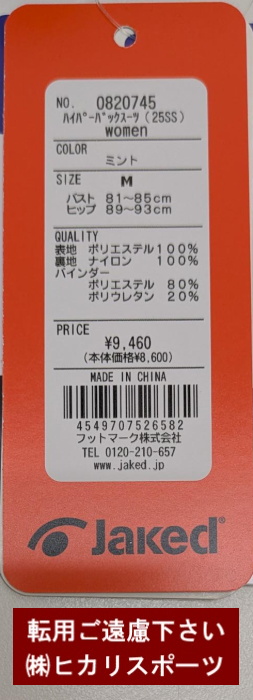 NO. 0820745
ﾊｲﾊﾟｰﾊﾞｯｸｽｰﾂ(25SS)
women
COLOR
ミント
SIZE M
バスト 81〜85cm
ヒップ 89〜93cm
QUALITY
表地 ポリエステル100%
裏地 ナイロン 100%
バインダー
ポリエステル 80%
ポリウレタン 20%
PRICE
¥9,460
(本体価格¥8,600)
MADE IN CHINA
4549707526582
フットマーク株式会社
TEL 0120-210-657
www.jaked.jp
Jaked®
転用ご遠慮下さい
㈱ヒカリスポーツ